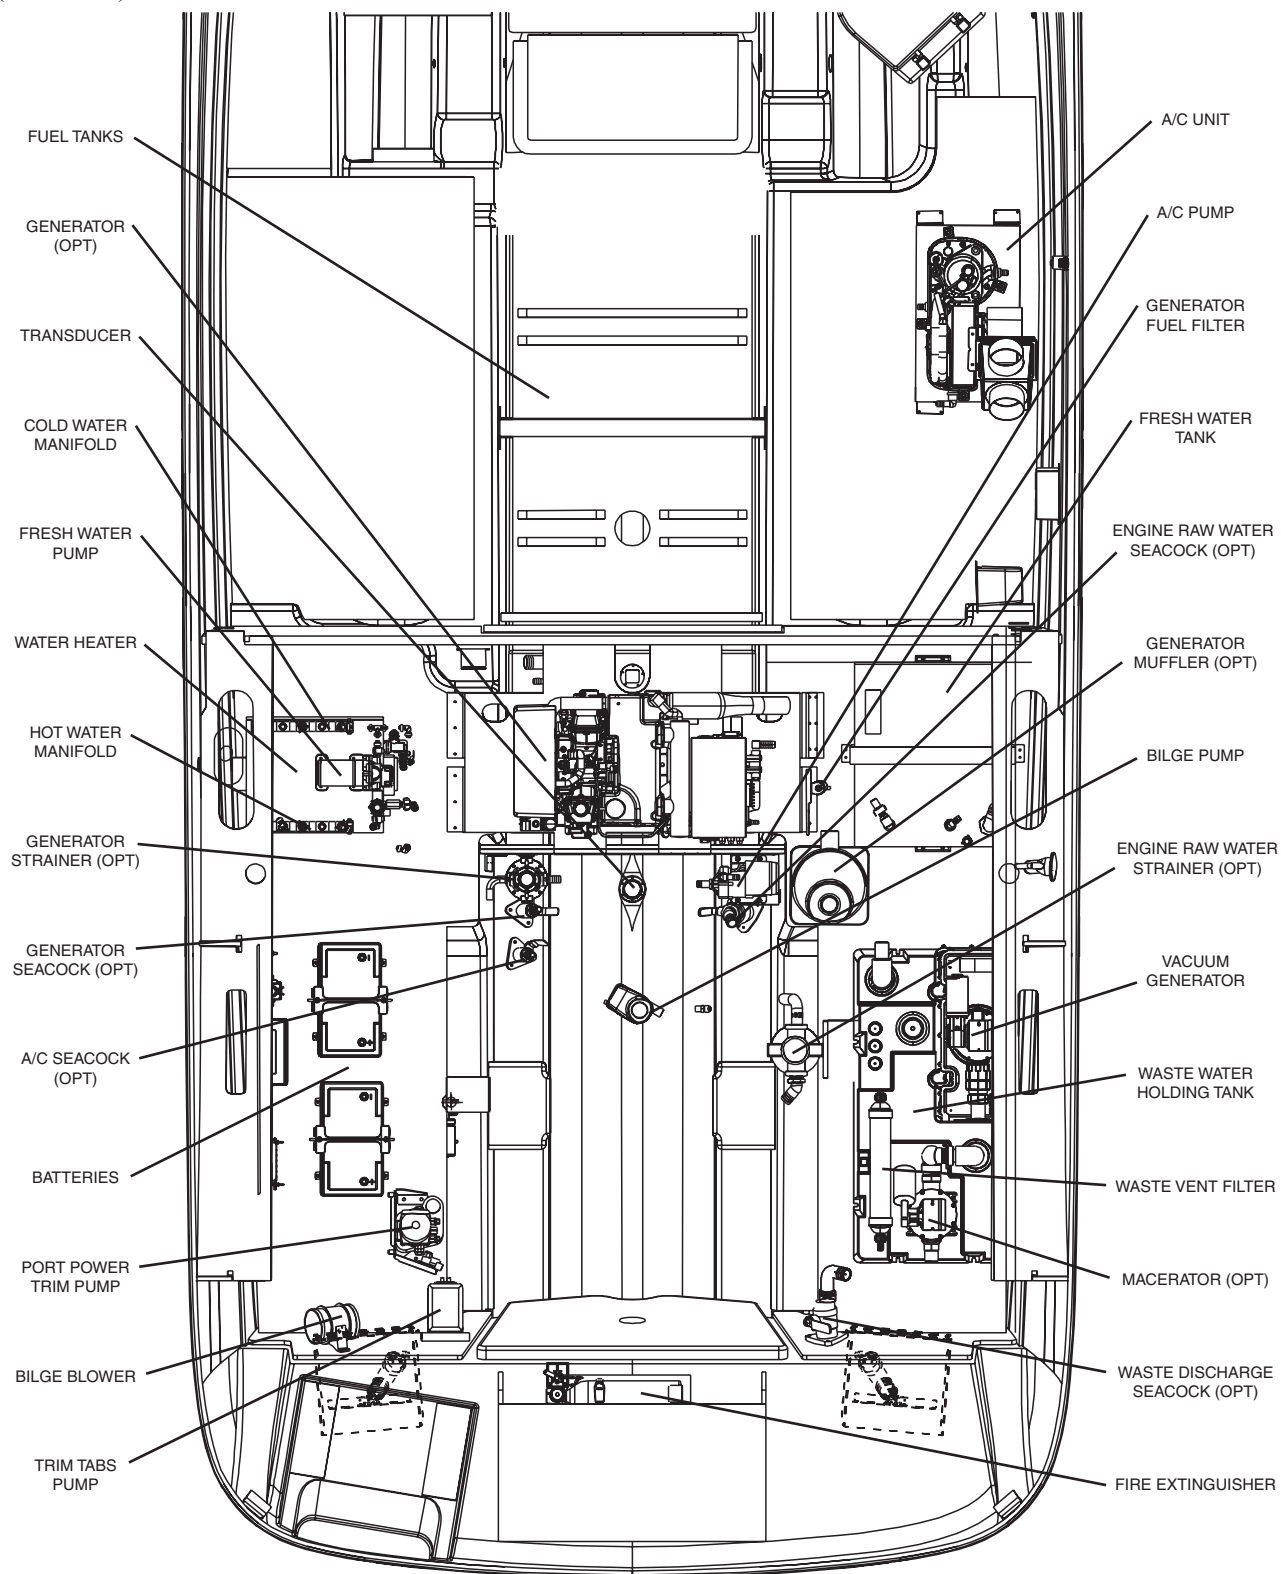 FUEL TANKS
GENERATOR
(OPT)
TRANSDUCER
COLD WATER
MANIFOLD
FRESH WATER
PUMP
WATER HEATER
HOT WATER
MANIFOLD
GENERATOR
STRAINER (OPT)
GENERATOR
SEACOCK (OPT)
A/C SEACOCK
(OPT)
BATTERIES
PORT POWER
TRIM PUMP
BILGE BLOWER
TRIM TABS
PUMP
A/C UNIT
A/C PUMP
GENERATOR
FUEL FILTER
FRESH WATER
TANK
ENGINE RAW WATER
SEACOCK (OPT)
GENERATOR
MUFFLER (OPT)
BILGE PUMP
ENGINE RAW WATER
STRAINER (OPT)
VACUUM
GENERATOR
WASTE WATER
HOLDING TANK
WASTE VENT FILTER
MACERATOR (OPT)
WASTE DISCHARGE
SEACOCK (OPT)
FIRE EXTINGUISHER